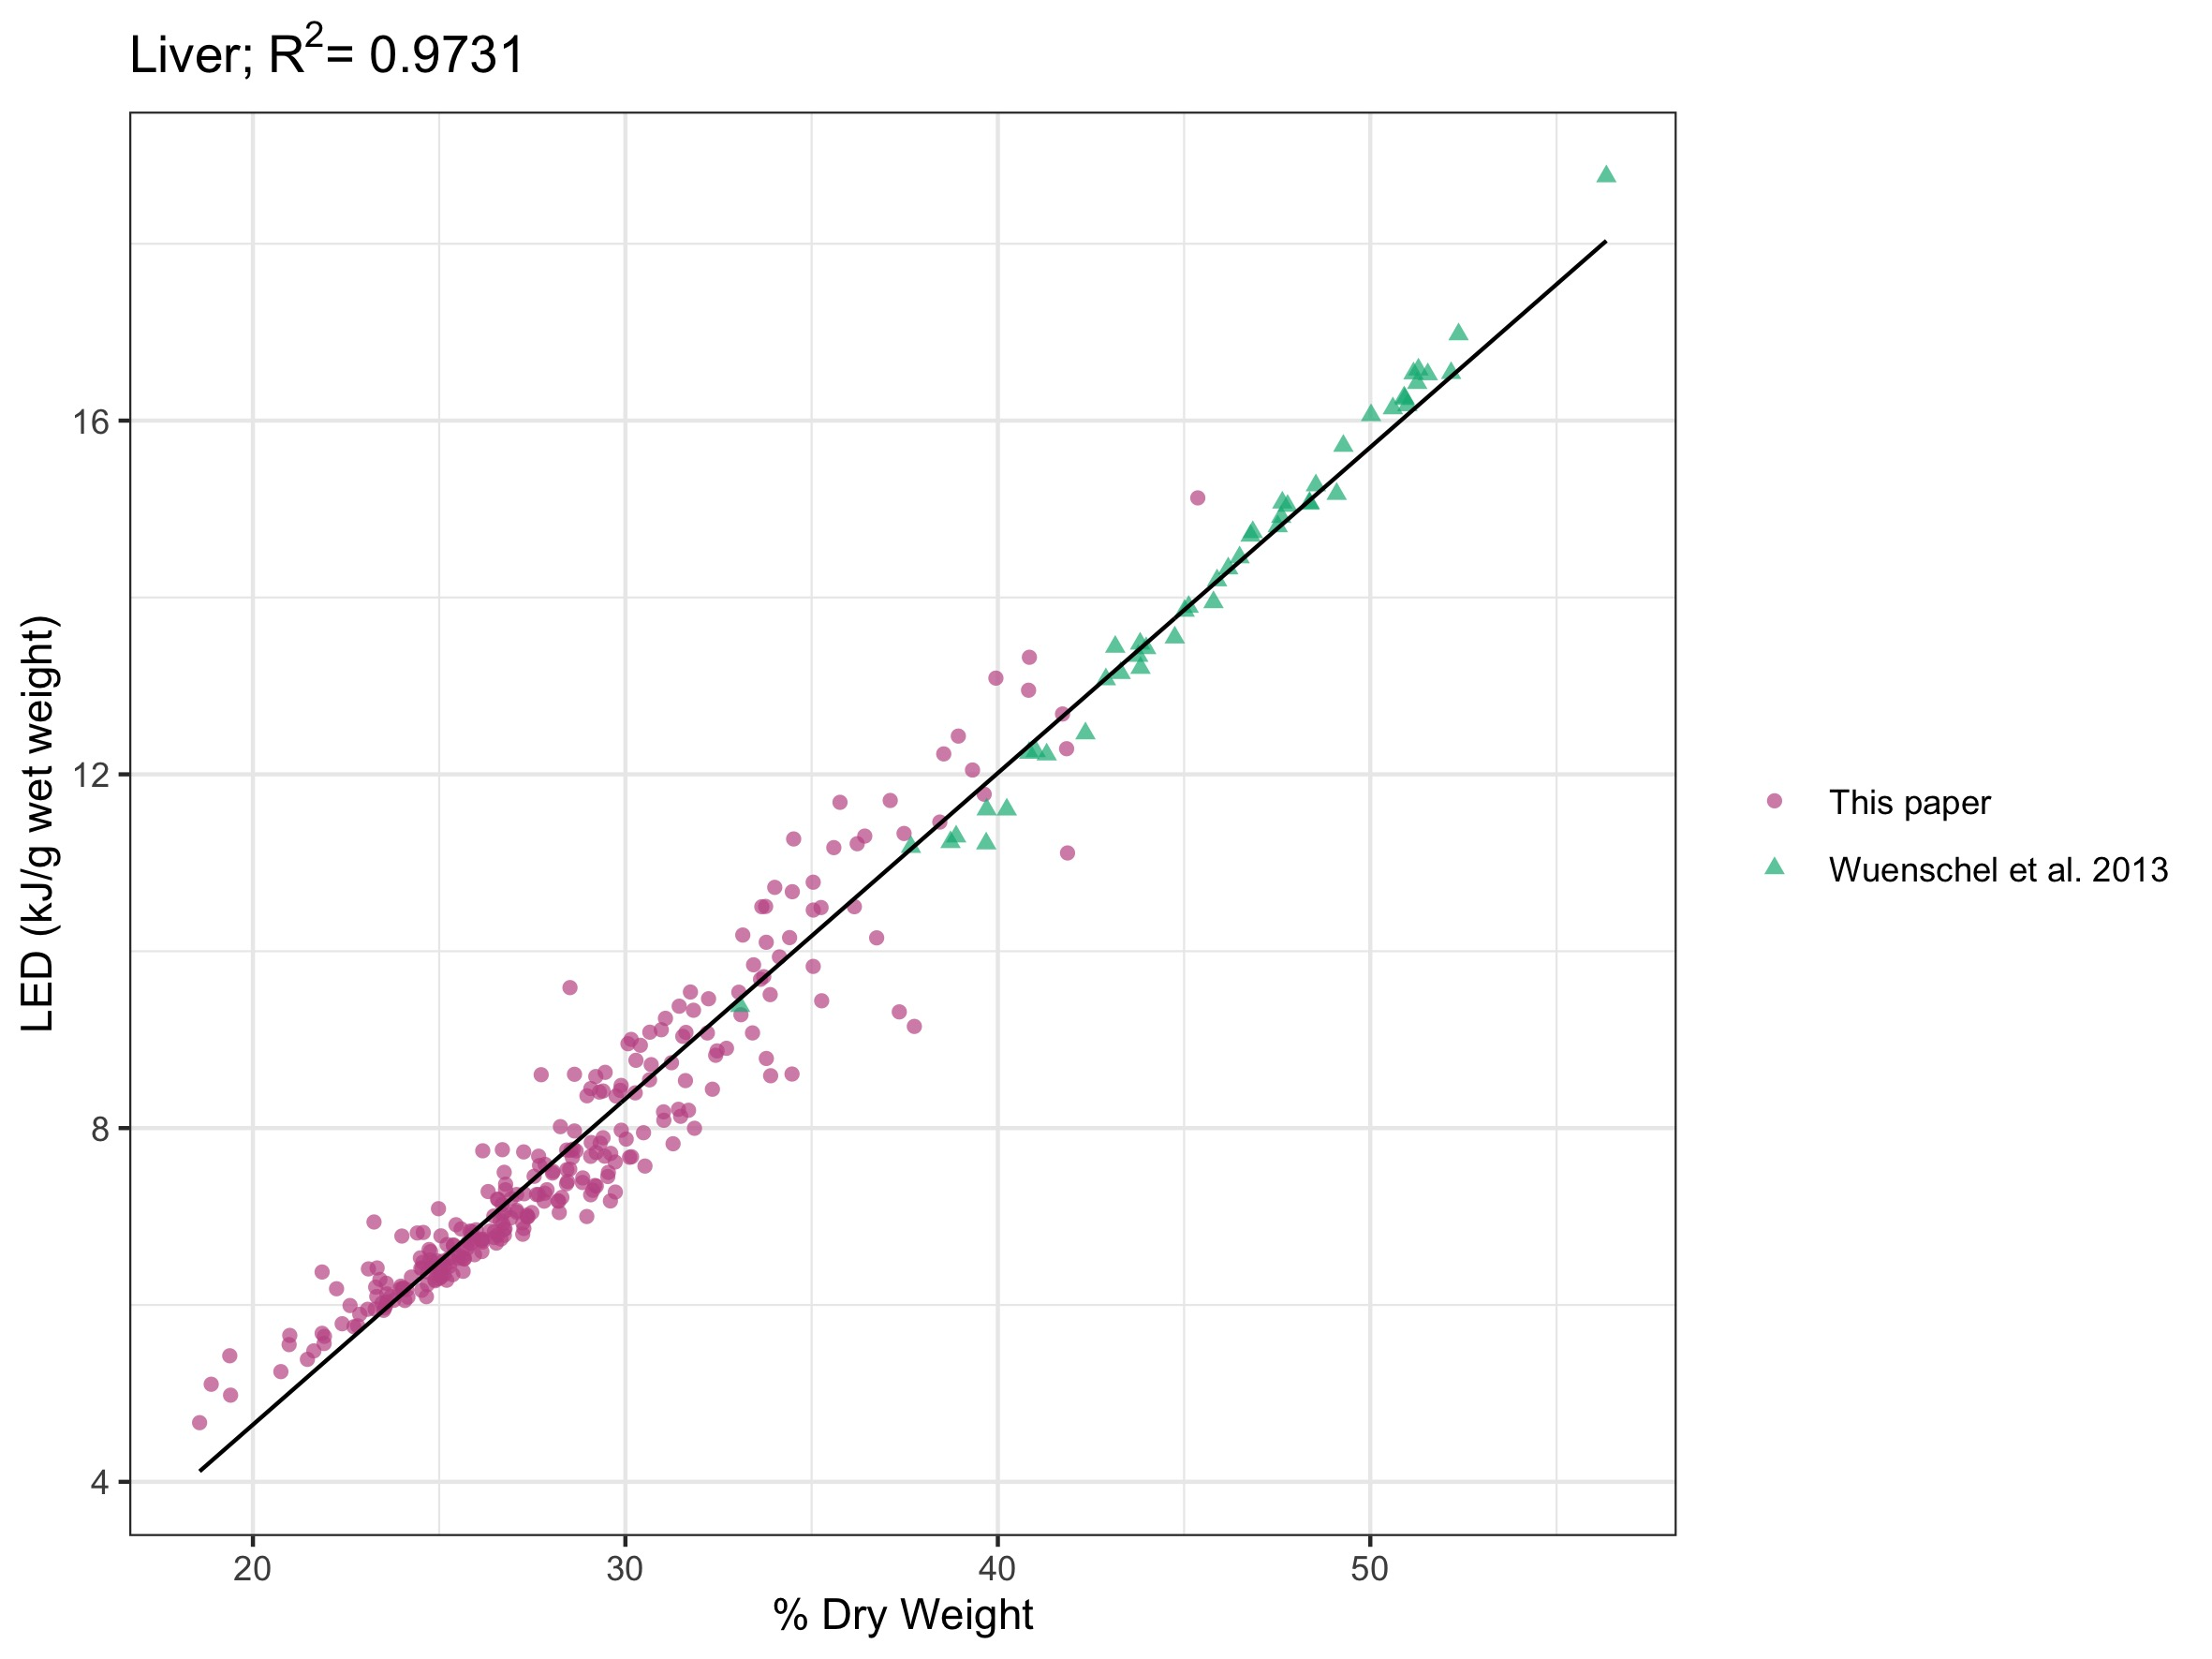 Liver; R²= 0.9731
LED (kJ/g wet weight)
16
12
8
4
20 30 40 50
% Dry Weight
This paper
Wuenschel et al. 2013